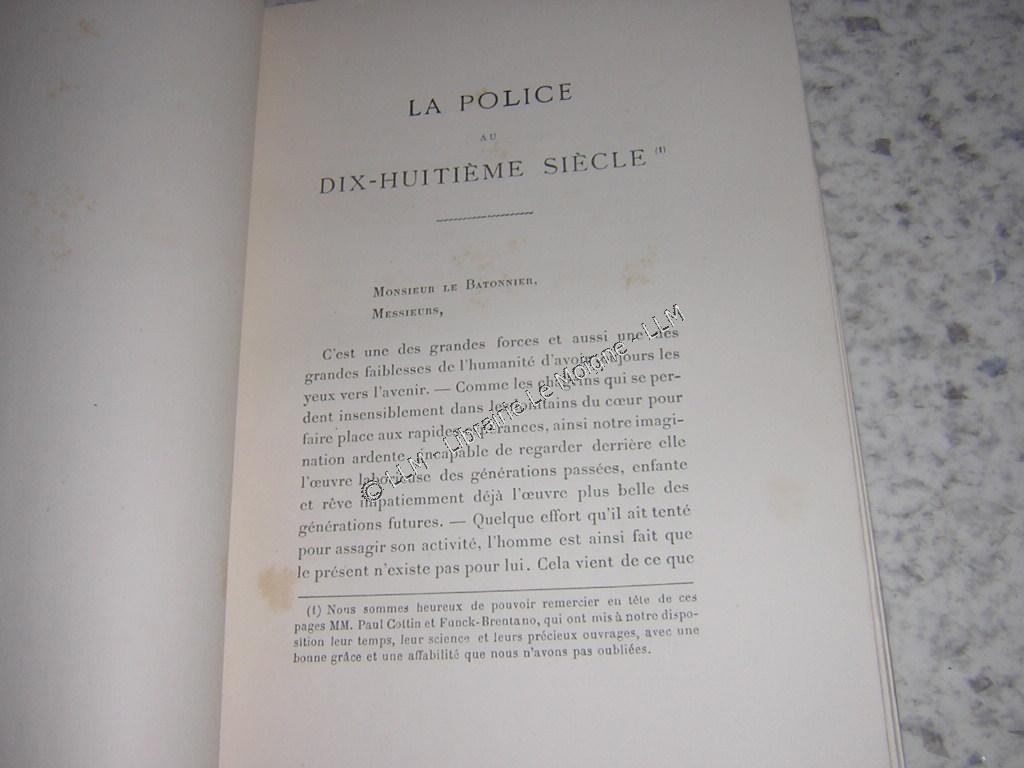 LA POLICE
AU
DIX-HUITIÈME SIÈCLE (1)
MONSIEUR LE BATONNIER,
MESSIEURS,
C'est une des grandes forces et aussi une des
grandes faiblesses de l'humanité d'avoir toujours les
yeux vers l'avenir. — Comme les chagrins qui se per-
dent insensiblement dans les lointains du cœur pour
faire place aux rapides espérances, ainsi notre imagi-
nation ardente, incapable de regarder derrière elle
l'œuvre laborieuse des générations passées, enfante
et rêve impatiemment déjà l'œuvre plus belle des
générations futures. — Quelque effort qu'il ait tenté
pour assagir son activité, l'homme est ainsi fait que
le présent n'existe pas pour lui. Cela vient de ce que
(1) Nous sommes heureux de pouvoir remercier en tête de ces
pages MM. Paul Cottin et Funck-Brentano, qui ont mis à notre dispo-
sition leur temps, leur science et leurs précieux ouvrages, avec une
bonne grâce et une affabilité que nous n'avons pas oubliées.
© LLM - Librairie Le Moigne - LLM